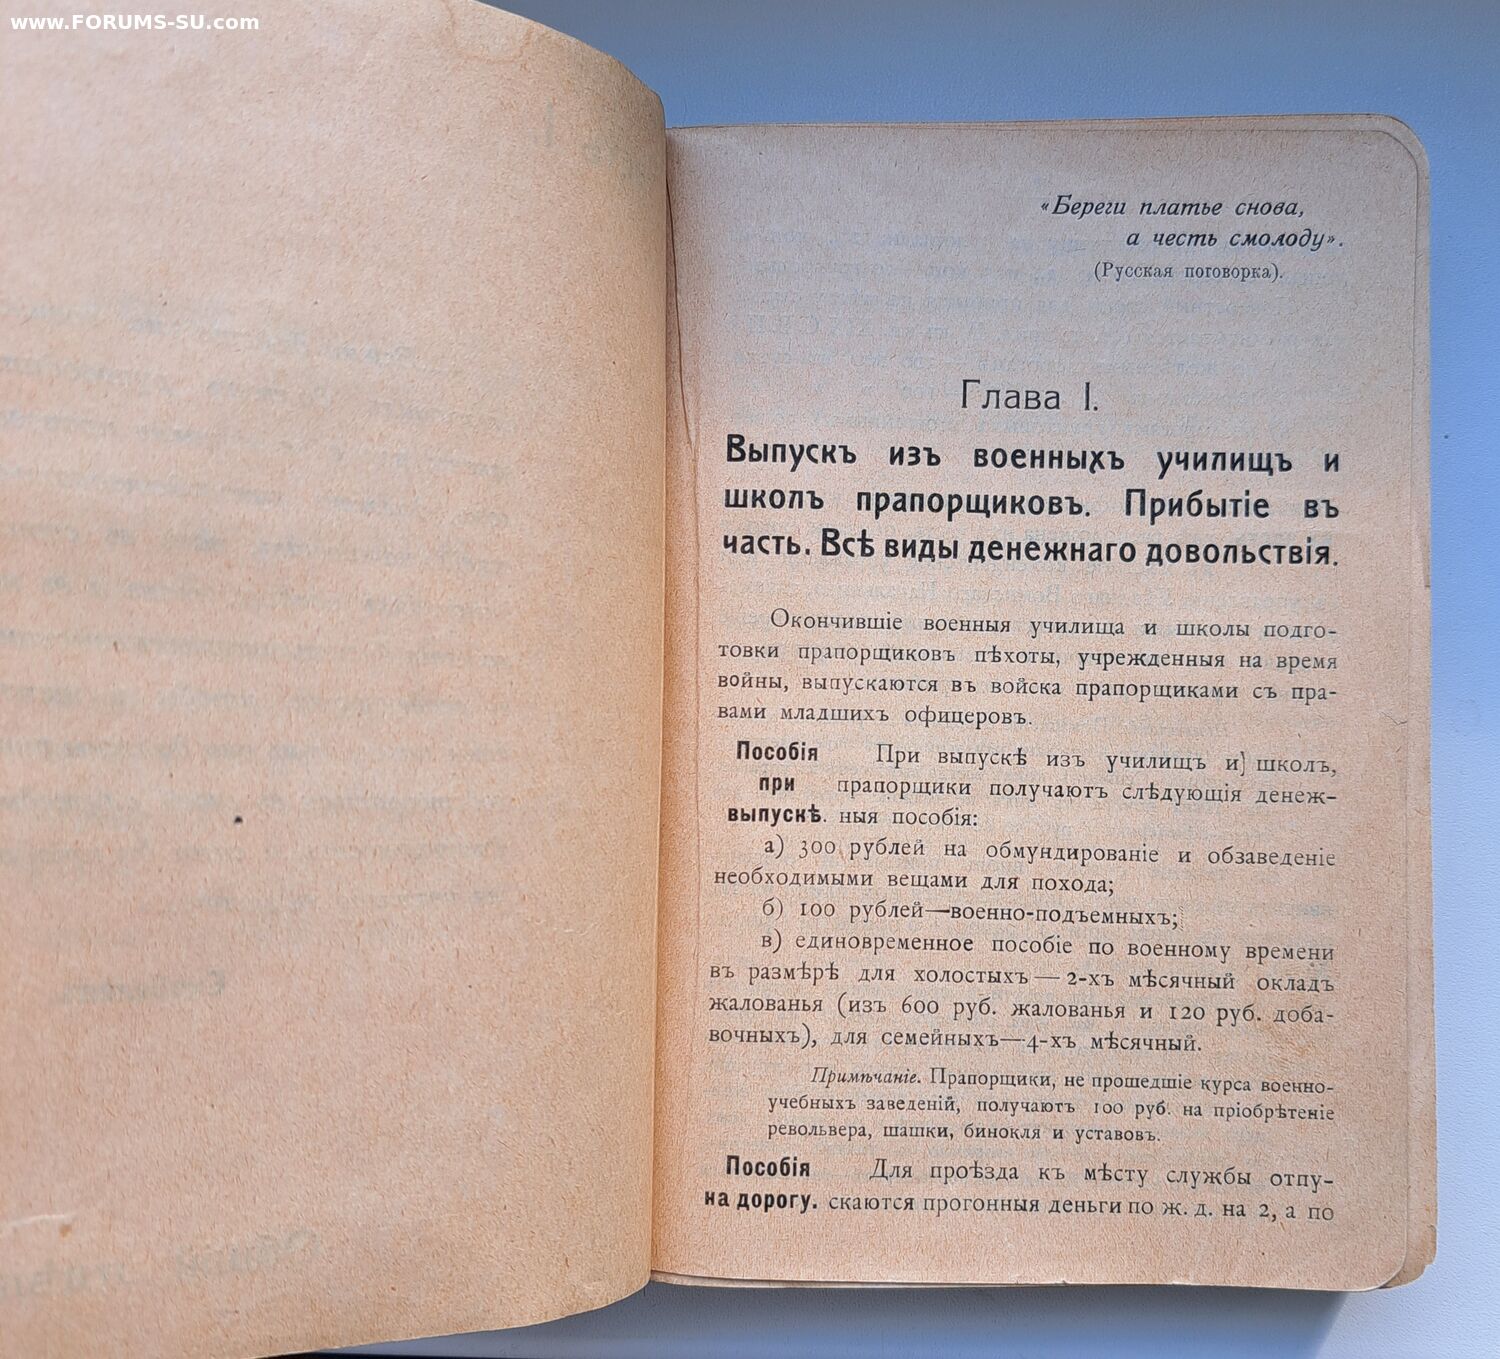 www.FORUMS-SU.com
«Береги платье снова,
а честь смолоду».
(Русская поговорка).
Глава I.
Выпускъ изъ военныхъ училищъ и
школъ прапорщиковъ. Прибытіе въ
часть. Всѣ виды денежнаго довольствія.
Окончившіе военныя училища и школы подго-
товки прапорщиковъ пѣхоты, учрежденныя на время
войны, выпускаются въ войска прапорщиками съ пра-
вами младшихъ офицеровъ.
Пособія При выпускѣ изъ училищъ и школъ,
при прапорщики получаютъ слѣдующія денеж-
выпускѣ. ныя пособія:
а) 300 рублей на обмундированіе и обзаведеніе
необходимыми вещами для похода;
б) 100 рублей—военно-подъемныхъ;
в) единовременное пособіе по военному времени
въ размѣрѣ для холостыхъ—2-хъ мѣсячный окладъ
жалованья (изъ 600 руб. жалованья и 120 руб. доба-
вочныхъ), для семейныхъ—4-хъ мѣсячный.
Примѣчаніе. Прапорщики, не прошедшіе курса военно-
учебныхъ заведеній, получаютъ 100 руб. на пріобрѣтеніе
револьвера, шашки, бинокля и уставовъ.
Пособія Для проѣзда къ мѣсту службы отпу-
на дорогу. скаются прогонныя деньги по ж. д. на 2, а по